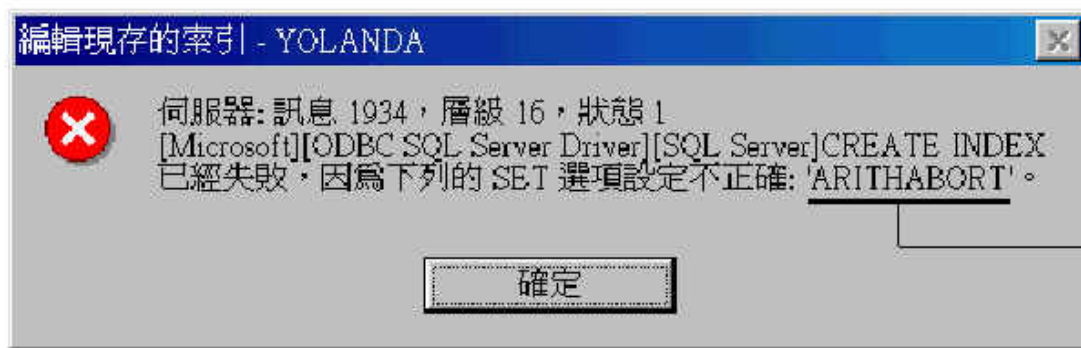 編輯現存的索引 - YOLANDA
伺服器: 訊息 1934，層級 16，狀態 1
[Microsoft][ODBC SQL Server Driver][SQL Server]CREATE INDEX
已經失敗，因為下列的 SET 選項設定不正確: 'ARITHABORT'。
確定